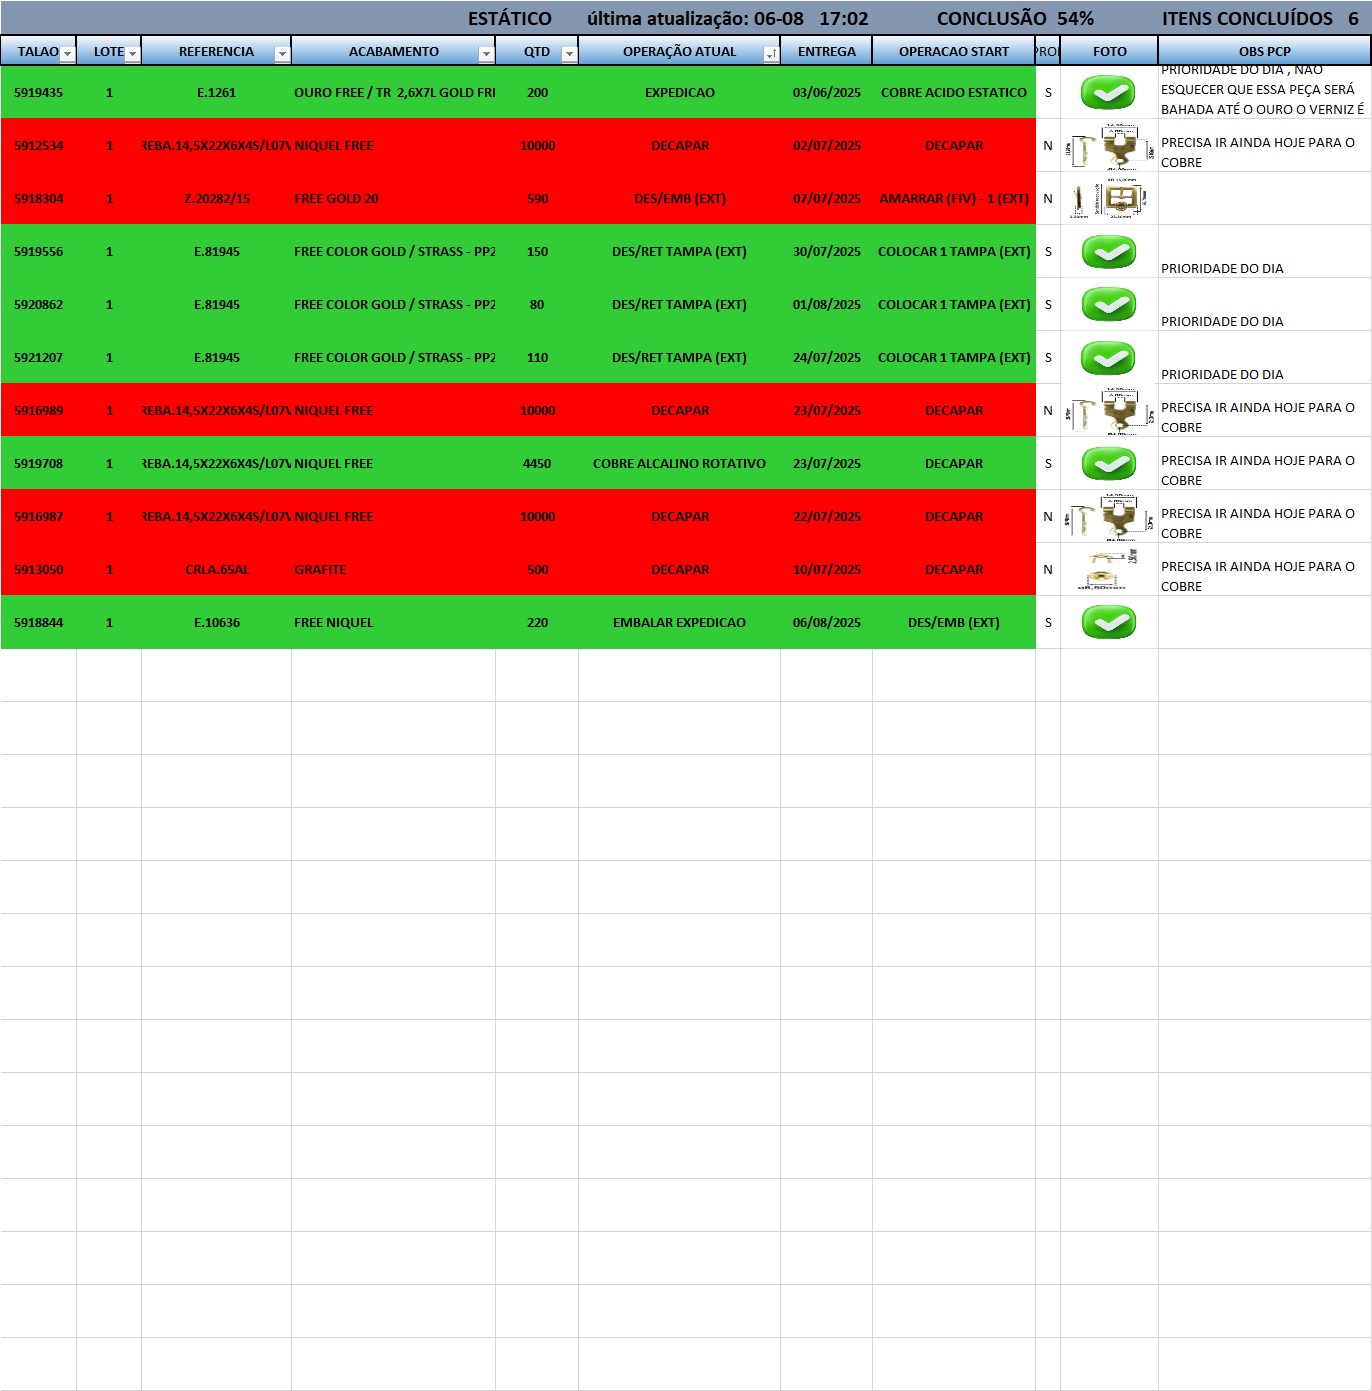 ESTÁTICO última atualização: 06-08 17:02 CONCLUSÃO 54% ITENS CONCLUÍDOS 6
TALAO LOTE REFERENCIA ACABAMENTO QTD OPERAÇÃO ATUAL ENTREGA OPERACAO START FOTO OBS PCP
5919435 1 E.1261 OURO FREE / TR 2,6X7L GOLD FRI 200 EXPEDICAO 03/06/2025 COBRE ACIDO ESTATICO S PRIORIDADE DO DIA , NAO
ESQUECER QUE ESSA PEÇA SERÁ
BAHADA ATÉ O OURO O VERNIZ É
5912534 1 REBA.14,5X22X6X4S/L07V NIQUEL FREE 10000 DECAPAR 02/07/2025 DECAPAR N PRECISA IR AINDA HOJE PARA O
COBRE
5918304 1 Z.20282/15 FREE GOLD 20 590 DES/EMB (EXT) 07/07/2025 AMARRAR (FIV) - 1 (EXT) N
5919556 1 E.81945 FREE COLOR GOLD / STRASS - PP2 150 DES/RET TAMPA (EXT) 30/07/2025 COLOCAR 1 TAMPA (EXT) S
PRIORIDADE DO DIA
5920862 1 E.81945 FREE COLOR GOLD / STRASS - PP2 80 DES/RET TAMPA (EXT) 01/08/2025 COLOCAR 1 TAMPA (EXT) S
PRIORIDADE DO DIA
5921207 1 E.81945 FREE COLOR GOLD / STRASS - PP2 110 DES/RET TAMPA (EXT) 24/07/2025 COLOCAR 1 TAMPA (EXT) S
PRIORIDADE DO DIA
5916989 1 REBA.14,5X22X6X4S/L07V NIQUEL FREE 10000 DECAPAR 23/07/2025 DECAPAR N PRECISA IR AINDA HOJE PARA O
COBRE
5919708 1 REBA.14,5X22X6X4S/L07V NIQUEL FREE 4450 COBRE ALCALINO ROTATIVO 23/07/2025 DECAPAR S PRECISA IR AINDA HOJE PARA O
COBRE
5916987 1 REBA.14,5X22X6X4S/L07V NIQUEL FREE 10000 DECAPAR 22/07/2025 DECAPAR N PRECISA IR AINDA HOJE PARA O
COBRE
5913050 1 CRLA.65AL GRAFITE 500 DECAPAR 10/07/2025 DECAPAR N PRECISA IR AINDA HOJE PARA O
COBRE
5918844 1 E.10636 FREE NIQUEL 220 EMBALAR EXPEDICAO 06/08/2025 DES/EMB (EXT) S